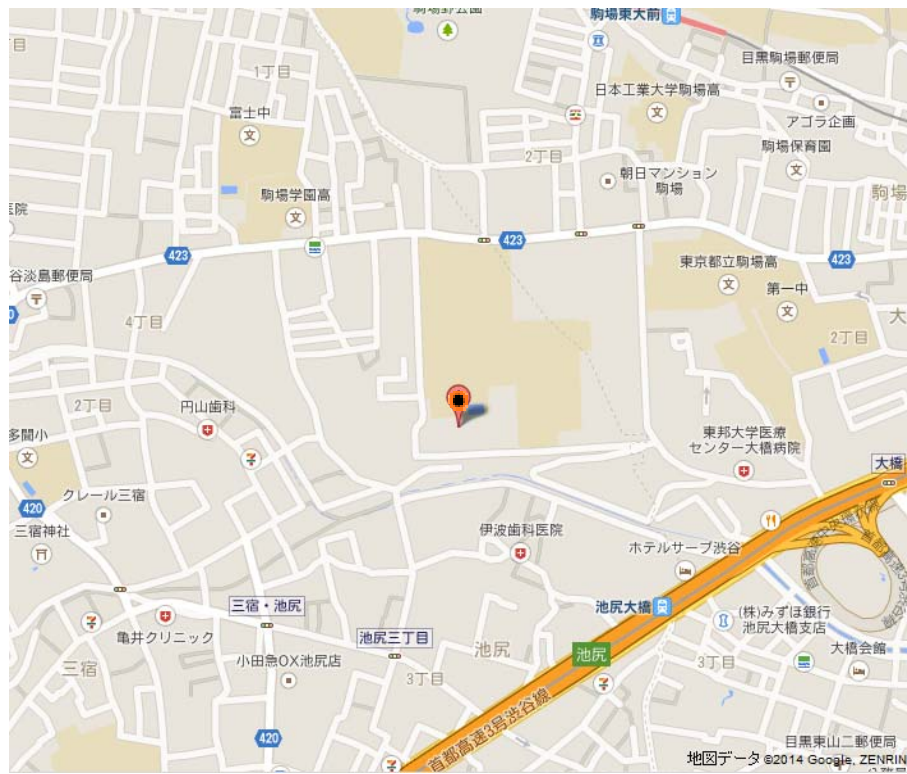 駒場野公園
駒場東大前
目黒駒場郵便局
1丁目
日本工業大学駒場高
アゴラ企画
富士中
2丁目
駒場保育園
朝日マンション
駒場
駒場学園高
駒場
医院
423
423
423
谷淡島郵便局
東京都立駒場高
第一中
4丁目
大
2丁目
2丁目
円山歯科
多聞小
東邦大学医療
センター大橋病院
大橋
クレール三宿
420
三宿神社
伊波歯科医院
ホテルサーブ渋谷
三宿・池尻
池尻大橋
(株)みずほ銀行
池尻大橋支店
亀井クリニック
池尻三丁目
池尻
大橋会館
三宿
小田急OX池尻店
3丁目
池尻
3丁目
首都高速3号渋谷線
420
目黒東山二郵便局
地図データ ©2014 Google, ZENRIN